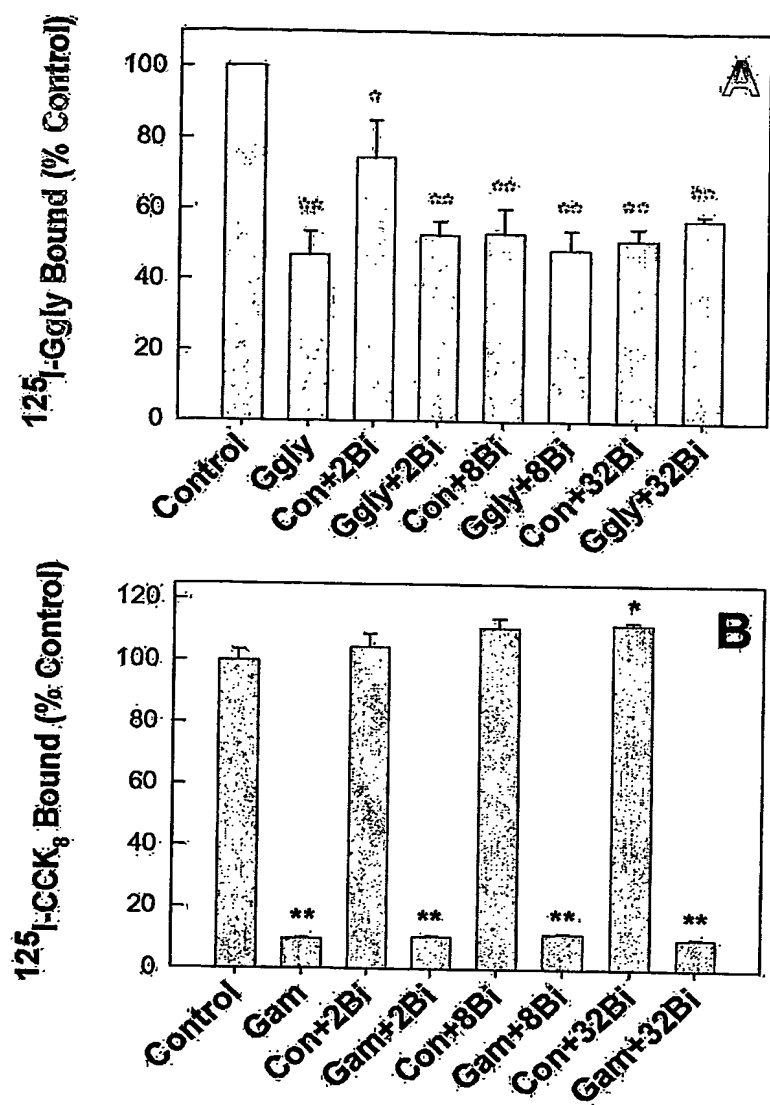 A
125I-Ggly Bound (% Control)
100
80
60
40
20
0
*
**
**
**
**
**
**
Control
Ggly
Con+2Bi
Ggly+2Bi
Con+8Bi
Ggly+8Bi
Con+32Bi
Ggly+32Bi
B
125I-CCK8 Bound (% Control)
120
100
80
60
40
20
0
*
**
**
**
**
Control
Gam
Con+2Bi
Gam+2Bi
Con+8Bi
Gam+8Bi
Con+32Bi
Gam+32Bi